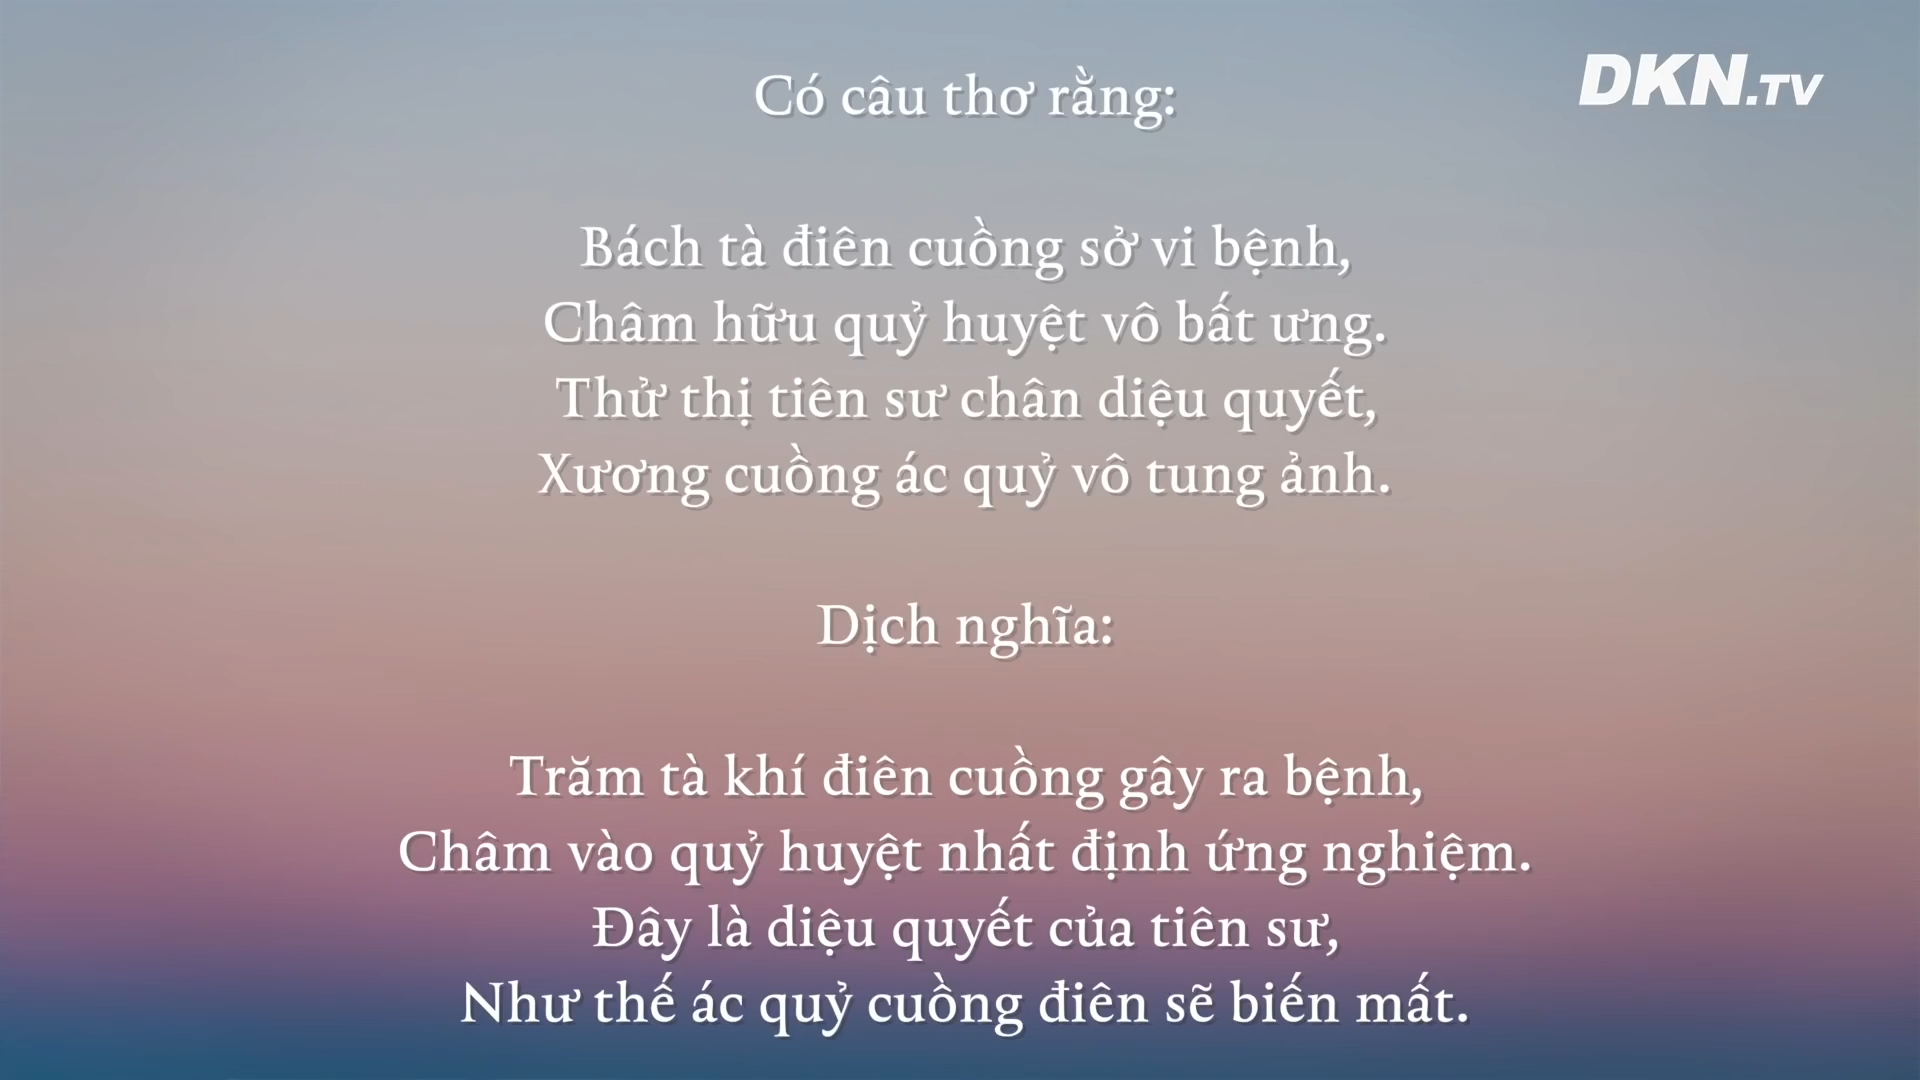 DKN.TV
Có câu thơ rằng:
Bách tà điên cuồng sở vi bệnh,
Châm hữu quỷ huyệt vô bất ưng.
Thử thị tiên sư chân diệu quyết,
Xương cuồng ác quỷ vô tung ảnh.
Dịch nghĩa:
Trăm tà khí điên cuồng gây ra bệnh,
Châm vào quỷ huyệt nhất định ứng nghiệm.
Đây là diệu quyết của tiên sư,
Như thế ác quỷ cuồng điên sẽ biến mất.